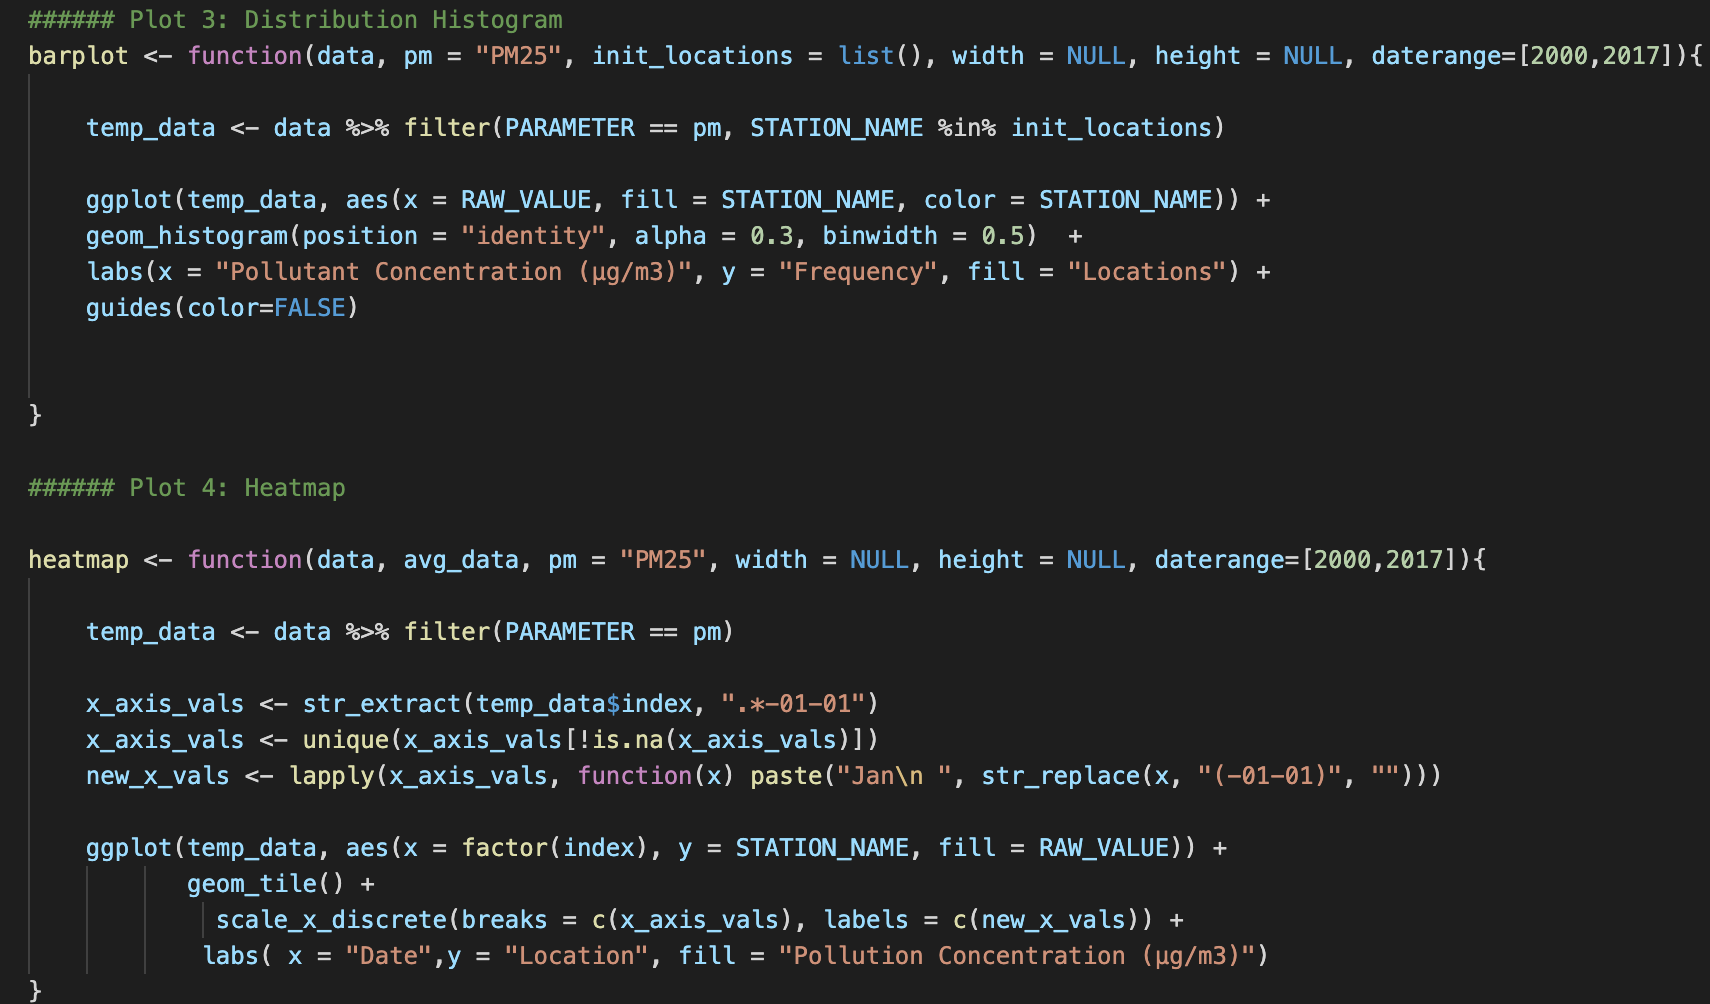 ###### Plot 3: Distribution Histogram
barplot <- function(data, pm = "PM25", init_locations = list(), width = NULL, height = NULL, daterange=[2000,2017]){
temp_data <- data %>% filter(PARAMETER == pm, STATION_NAME %in% init_locations)
ggplot(temp_data, aes(x = RAW_VALUE, fill = STATION_NAME, color = STATION_NAME)) +
geom_histogram(position = "identity", alpha = 0.3, binwidth = 0.5)  +
labs(x = "Pollutant Concentration (μg/m3)", y = "Frequency", fill = "Locations") +
guides(color=FALSE)
}
###### Plot 4: Heatmap
heatmap <- function(data, avg_data, pm = "PM25", width = NULL, height = NULL, daterange=[2000,2017]){
temp_data <- data %>% filter(PARAMETER == pm)
x_axis_vals <- str_extract(temp_data$index, ".*-01-01")
x_axis_vals <- unique(x_axis_vals[!is.na(x_axis_vals)])
new_x_vals <- lapply(x_axis_vals, function(x) paste("Jan\n ", str_replace(x, "(-01-01)", "")))
ggplot(temp_data, aes(x = factor(index), y = STATION_NAME, fill = RAW_VALUE)) +
geom_tile() +
scale_x_discrete(breaks = c(x_axis_vals), labels = c(new_x_vals)) +
labs( x = "Date",y = "Location", fill = "Pollution Concentration (μg/m3)")
}